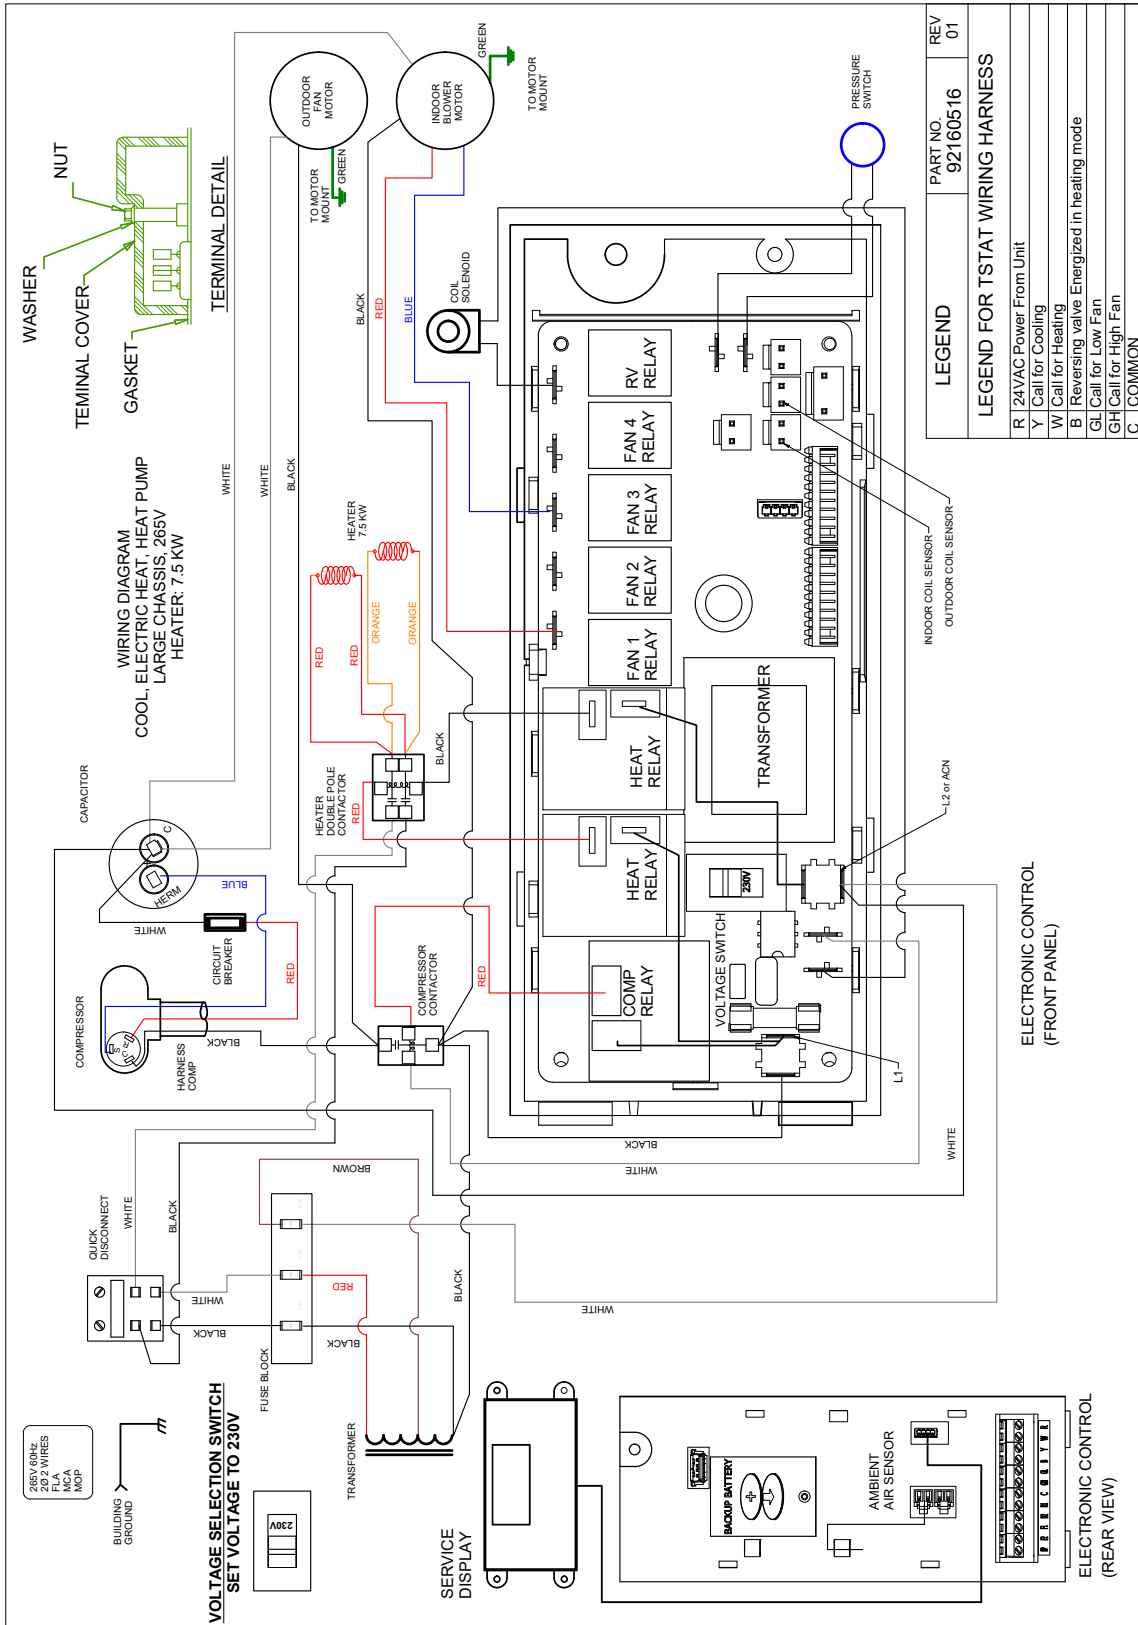 WIRING DIAGRAM
COOL, ELECTRIC HEAT, HEAT PUMP
LARGE CHASSIS, 265V
HEATER: 7.5 KW
WASHER
NUT
TEMINAL COVER
GASKET
TERMINAL DETAIL
265V 60Hz
2Ø 2 WIRES
FLA
MCA
MOP
BUILDING
GROUND
VOLTAGE SELECTION SWITCH
SET VOLTAGE TO 230V
230V
QUICK
DISCONNECT
WHITE
BLACK
WHITE
BLACK
FUSE BLOCK
BROWN
RED
BLACK
TRANSFORMER
BLACK
WHITE
COMPRESSOR
S
C
R
HARNESS
COMP
BLACK
CIRCUIT
BREAKER
RED
WHITE
BLUE
CAPACITOR
HERM
C
WHITE
WHITE
BLACK
OUTDOOR
FAN
MOTOR
TO MOTOR
MOUNT
GREEN
INDOOR
BLOWER
MOTOR
GREEN
TO MOTOR
MOUNT
BLACK
RED
BLUE
HEATER
7.5 KW
RED
RED
ORANGE
ORANGE
HEATER
DOUBLE POLE
CONTACTOR
RED
BLACK
COMPRESSOR
CONTACTOR
RED
COIL
SOLENOID
PRESSURE
SWITCH
COMP
RELAY
HEAT
RELAY
HEAT
RELAY
FAN 1
RELAY
FAN 2
RELAY
FAN 3
RELAY
FAN 4
RELAY
RV
RELAY
VOLTAGE SWITCH
230V
TRANSFORMER
L1
L2 or ACN
BLACK
WHITE
WHITE
INDOOR COIL SENSOR
OUTDOOR COIL SENSOR
ELECTRONIC CONTROL
(FRONT PANEL)
SERVICE
DISPLAY
BACKUP BATTERY
AMBIENT
AIR SENSOR
ELECTRONIC CONTROL
(REAR VIEW)
LEGEND
PART NO.
92160516
REV
01
LEGEND FOR TSTAT WIRING HARNESS
R 24VAC Power From Unit
Y Call for Cooling
W Call for Heating
B Reversing valve Energized in heating mode
GL Call for Low Fan
GH Call for High Fan
C COMMON